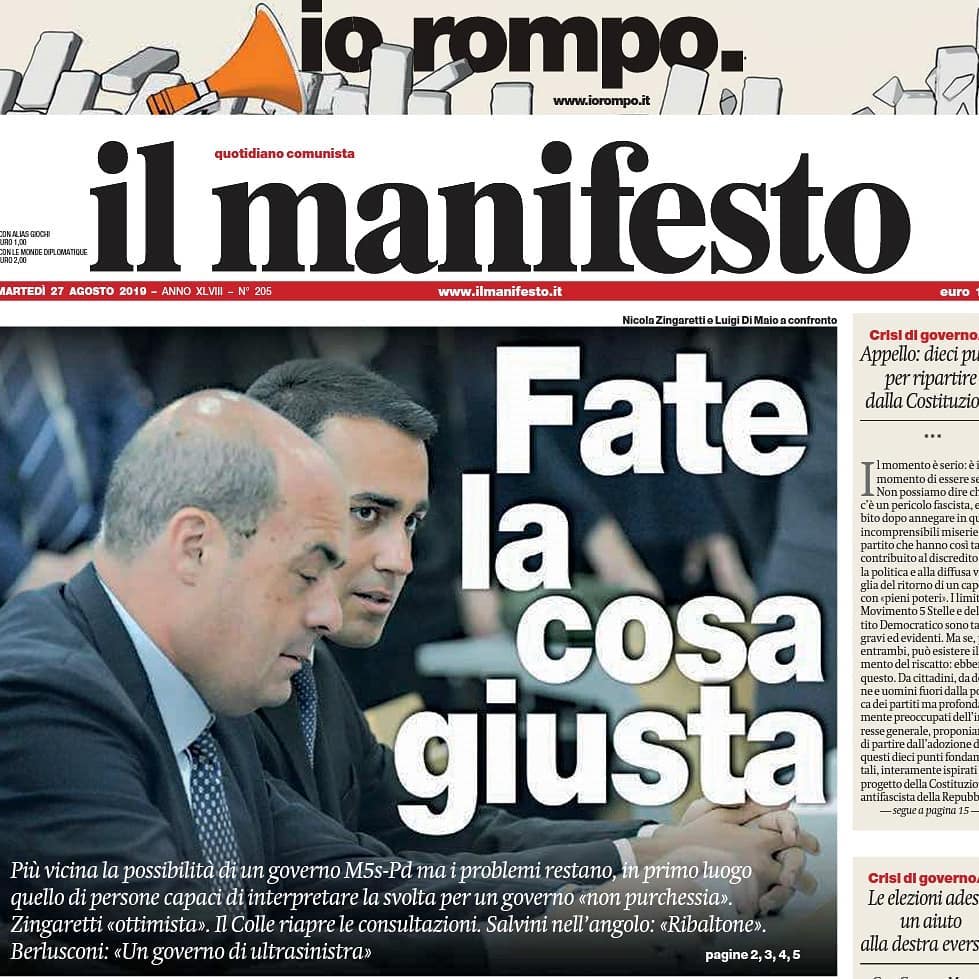 io rompo.
www.iorompo.it
quotidiano comunista
il manifesto
CON ALIAS GIOCHI
EURO 1,00
CON LE MONDE DIPLOMATIQUE
EURO 2,00
MARTEDÌ 27 AGOSTO 2019 – ANNO XLVIII – N° 205
www.ilmanifesto.it
euro 1
Nicola Zingaretti e Luigi Di Maio a confronto
Fate
la
cosa
giusta
Più vicina la possibilità di un governo M5s-Pd ma i problemi restano, in primo luogo
quello di persone capaci di interpretare la svolta per un governo «non purchessia».
Zingaretti «ottimista». Il Colle riapre le consultazioni. Salvini nell'angolo: «Ribaltone».
Berlusconi: «Un governo di ultrasinistra»
pagine 2, 3, 4, 5
Crisi di governo
Appello: dieci pu
per ripartire
dalla Costituzio
...
Il momento è serio: è i
momento di essere se
Non possiamo dire ch
c'è un pericolo fascista, e
bito dopo annegare in qu
incomprensibili miserie
partito che hanno così ta
contribuito al discredito
la politica e alla diffusa v
glia del ritorno di un cap
con «pieni poteri». I limit
Movimento 5 Stelle e del
tito Democratico sono ta
gravi ed evidenti. Ma se,
entrambi, può esistere il
mento del riscatto: ebbe
questo. Da cittadini, da d
ne e uomini fuori dalla p
ca dei partiti ma profond
mente preoccupati dell'i
resse generale, proponia
di partire dall'adozione d
questi dieci punti fondam
tali, interamente ispirati
progetto della Costituzio
antifascista della Repubb
— segue a pagina 15 —
Crisi di governo
Le elezioni ades
un aiuto
alla destra evers